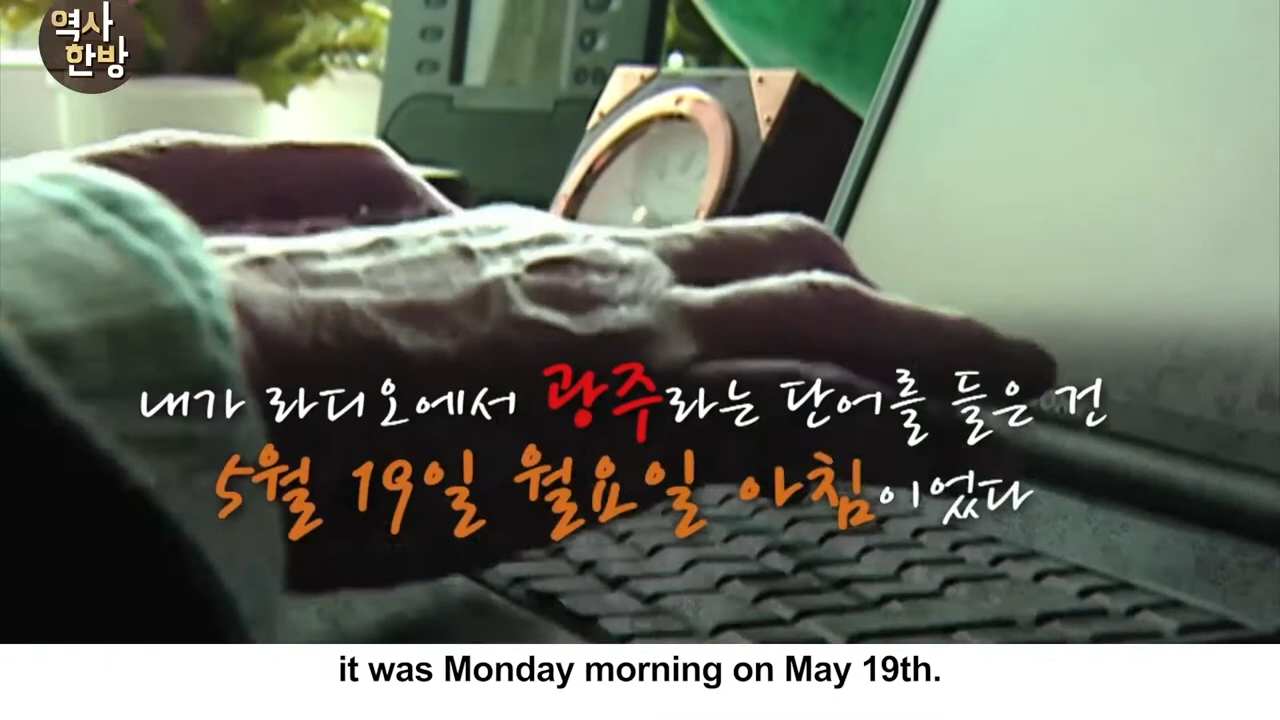 역사
한방
내가 라디오에서 광주라는 단어를 들은 건
5월 19일 월요일 아침이었다
it was Monday morning on May 19th.